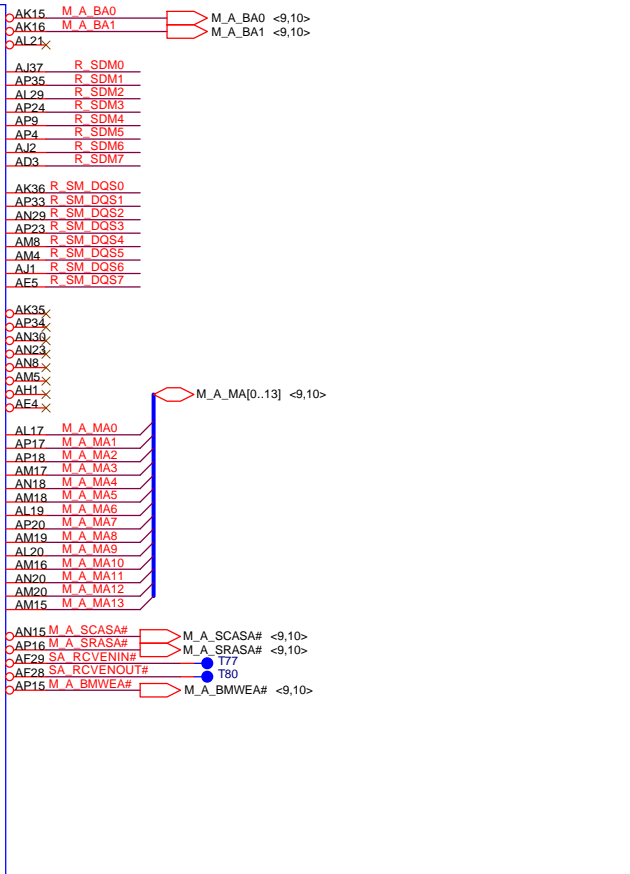 AK15 M_A_BA0 M_A_BA0 <9,10>
AK16 M_A_BA1 M_A_BA1 <9,10>
AL21
AJ37 R_SDM0
AP35 R_SDM1
AL29 R_SDM2
AP24 R_SDM3
AP9 R_SDM4
AP4 R_SDM5
AJ2 R_SDM6
AD3 R_SDM7
AK36 R_SM_DQS0
AP33 R_SM_DQS1
AN29 R_SM_DQS2
AP23 R_SM_DQS3
AM8 R_SM_DQS4
AM4 R_SM_DQS5
AJ1 R_SM_DQS6
AE5 R_SM_DQS7
AK35
AP34
AN30
AN23
AN8
AM5
AH1
AE4
M_A_MA[0..13] <9,10>
AL17 M_A_MA0
AP17 M_A_MA1
AP18 M_A_MA2
AM17 M_A_MA3
AN18 M_A_MA4
AM18 M_A_MA5
AL19 M_A_MA6
AP20 M_A_MA7
AM19 M_A_MA8
AL20 M_A_MA9
AM16 M_A_MA10
AN20 M_A_MA11
AM20 M_A_MA12
AM15 M_A_MA13
AN15 M_A_SCASA# M_A_SCASA# <9,10>
AP16 M_A_SRASA# M_A_SRASA# <9,10>
AF29 SA_RCVENIN# T77
AF28 SA_RCVENOUT# T80
AP15 M_A_BMWEA# M_A_BMWEA# <9,10>